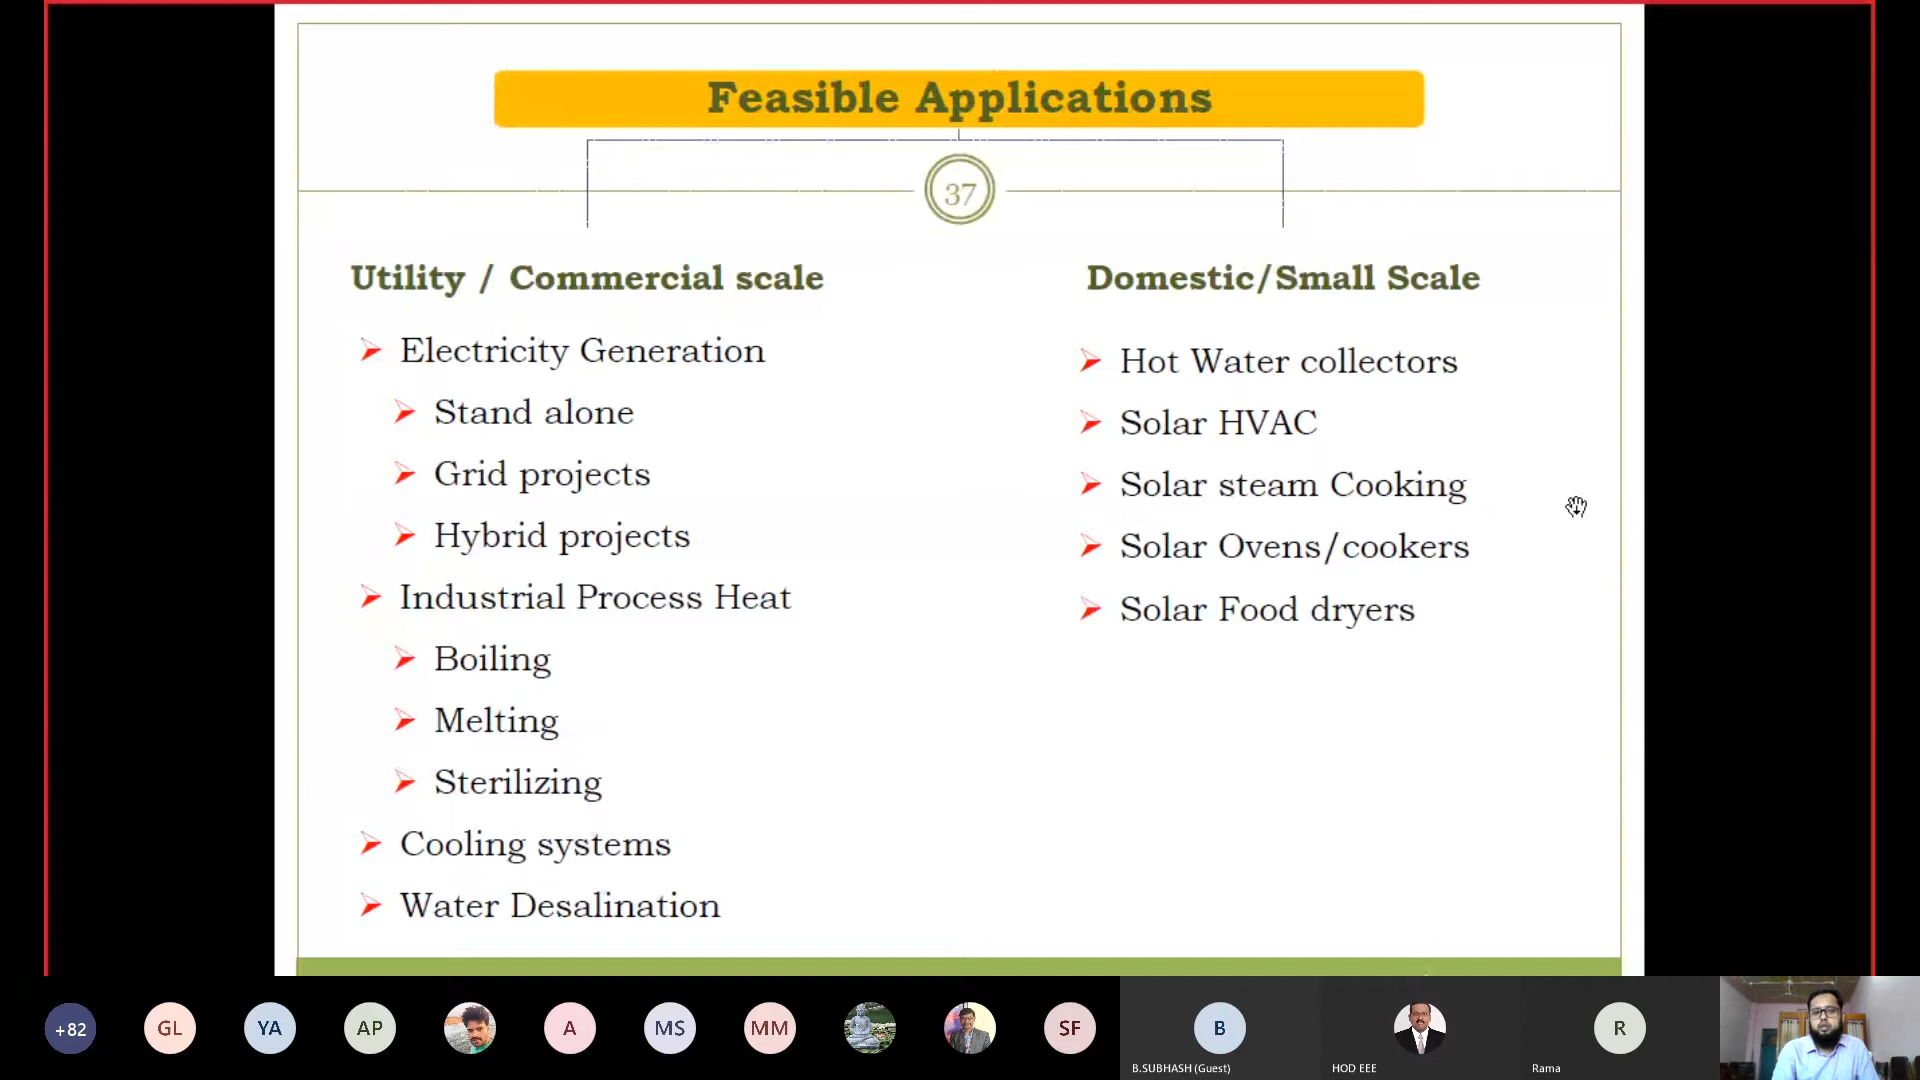 Feasible Applications
37
Utility / Commercial scale
Electricity Generation
Stand alone
Grid projects
Hybrid projects
Industrial Process Heat
Boiling
Melting
Sterilizing
Cooling systems
Water Desalination
Domestic/Small Scale
Hot Water collectors
Solar HVAC
Solar steam Cooking
Solar Ovens/cookers
Solar Food dryers
+82
GL
YA
AP
A
MS
MM
SF
B
B.SUBHASH (Guest)
HOD EEE
R
Rama